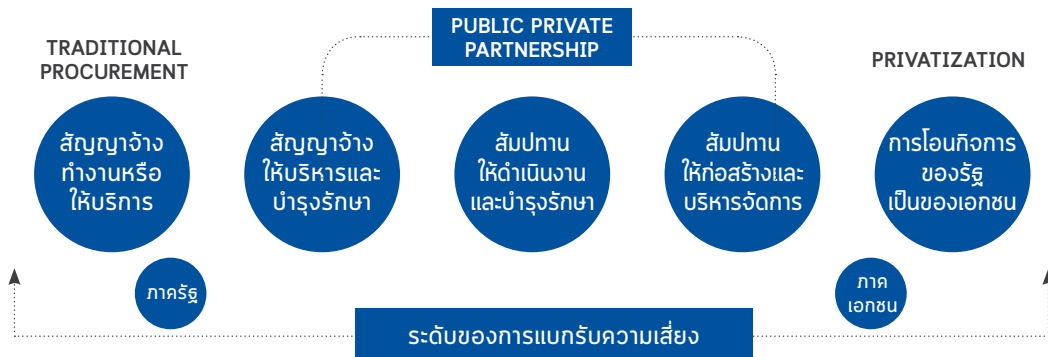 PUBLIC PRIVATE
PARTNERSHIP
TRADITIONAL
PROCUREMENT
PRIVATIZATION
สัญญาจ้าง
ทำงานหรือ
ให้บริการ
สัญญาจ้าง
ให้บริหารและ
บำรุงรักษา
สัมปทาน
ให้ดำเนินงาน
และบำรุงรักษา
สัมปทาน
ให้ก่อสร้างและ
บริหารจัดการ
การโอนกิจการ
ของรัฐ
เป็นของเอกชน
ภาครัฐ
ภาค
เอกชน
ระดับของการแบกรับความเสี่ยง